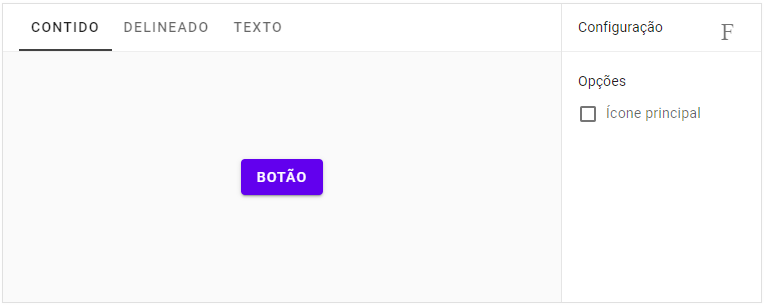 CONTIDO DELINEADO TEXTO
Configuração F
Opções
Ícone principal
BOTÃO